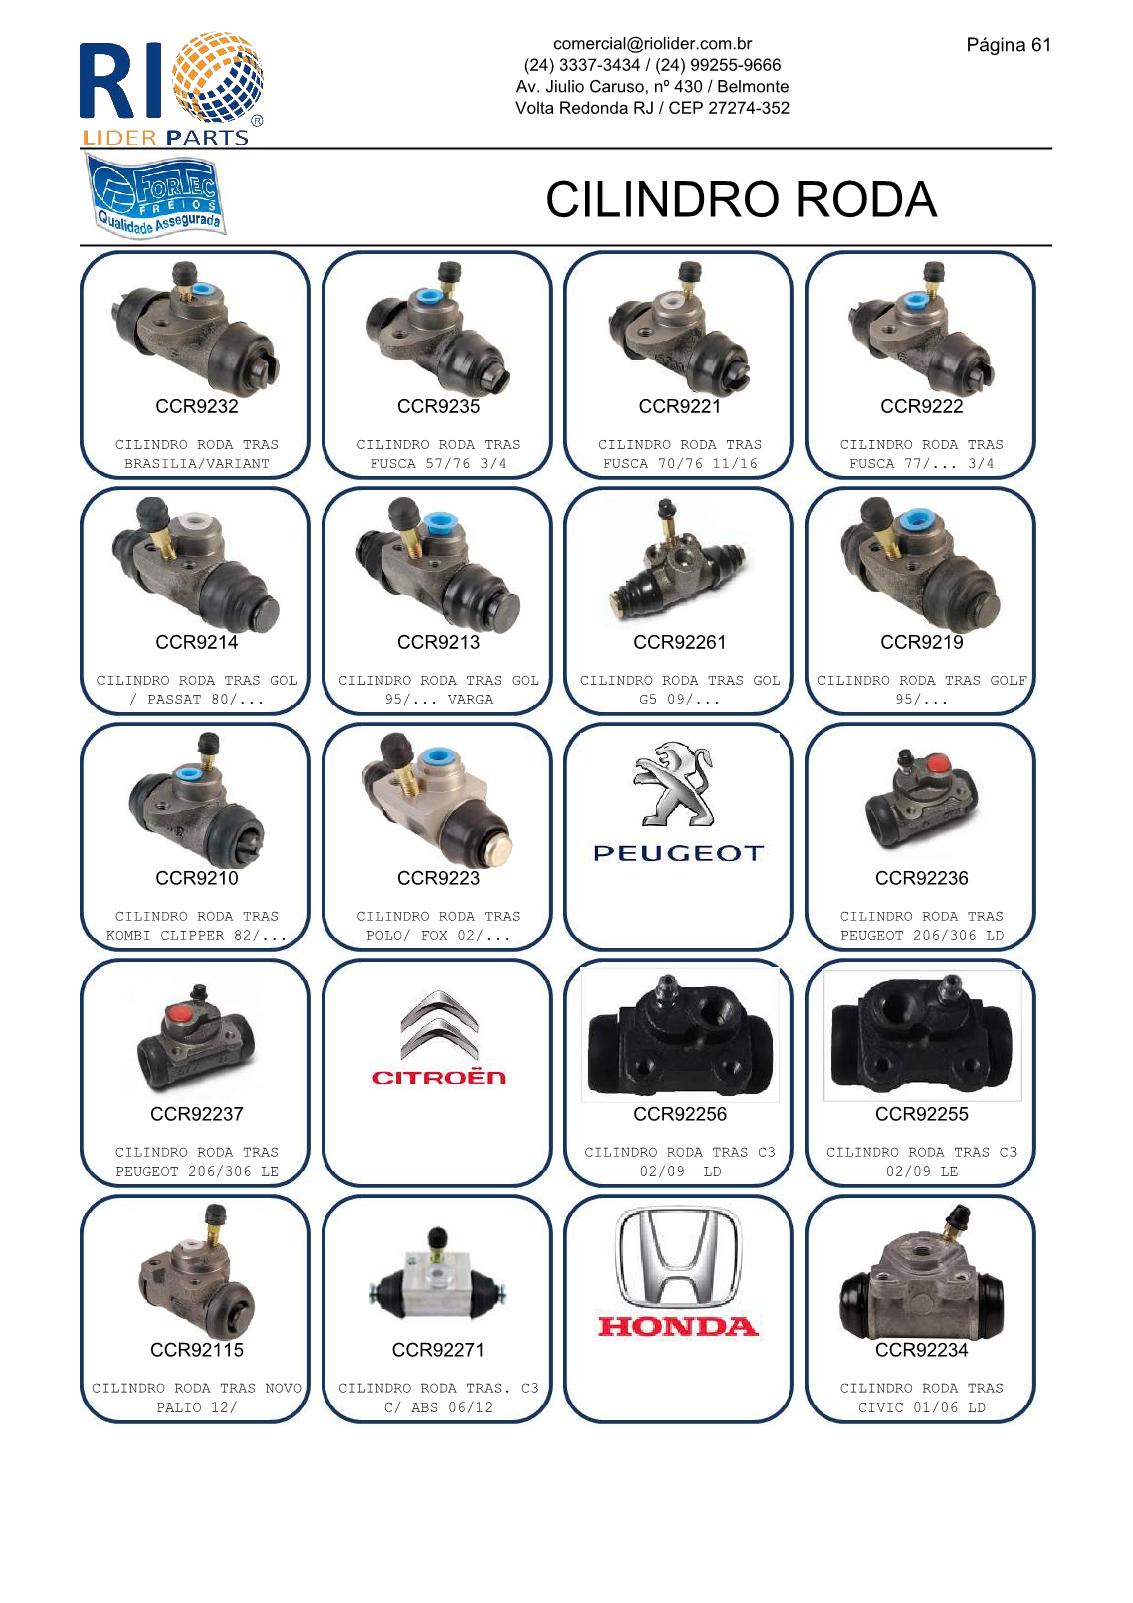 RIO
LIDER PARTS
®
comercial@riolider.com.br
(24) 3337-3434 / (24) 99255-9666
Av. Jiulio Caruso, nº 430 / Belmonte
Volta Redonda RJ / CEP 27274-352
Página 61
FORTEC
FREIOS
Qualidade Assegurada
CILINDRO RODA
CCR9232
CILINDRO RODA TRAS
BRASILIA/VARIANT
CCR9235
CILINDRO RODA TRAS
FUSCA 57/76 3/4
CCR9221
CILINDRO RODA TRAS
FUSCA 70/76 11/16
CCR9222
CILINDRO RODA TRAS
FUSCA 77/... 3/4
CCR9214
CILINDRO RODA TRAS GOL
/ PASSAT 80/...
CCR9213
CILINDRO RODA TRAS GOL
95/... VARGA
CCR92261
CILINDRO RODA TRAS GOL
G5 09/...
CCR9219
CILINDRO RODA TRAS GOLF
95/...
CCR9210
CILINDRO RODA TRAS
KOMBI CLIPPER 82/...
CCR9223
CILINDRO RODA TRAS
POLO/ FOX 02/...
PEUGEOT
CCR92236
CILINDRO RODA TRAS
PEUGEOT 206/306 LD
CCR92237
CILINDRO RODA TRAS
PEUGEOT 206/306 LE
CITROËN
CCR92256
CILINDRO RODA TRAS C3
02/09  LD
CCR92255
CILINDRO RODA TRAS C3
02/09 LE
CCR92115
CILINDRO RODA TRAS NOVO
PALIO 12/
CCR92271
CILINDRO RODA TRAS. C3
C/ ABS 06/12
HONDA
CCR92234
CILINDRO RODA TRAS
CIVIC 01/06 LD